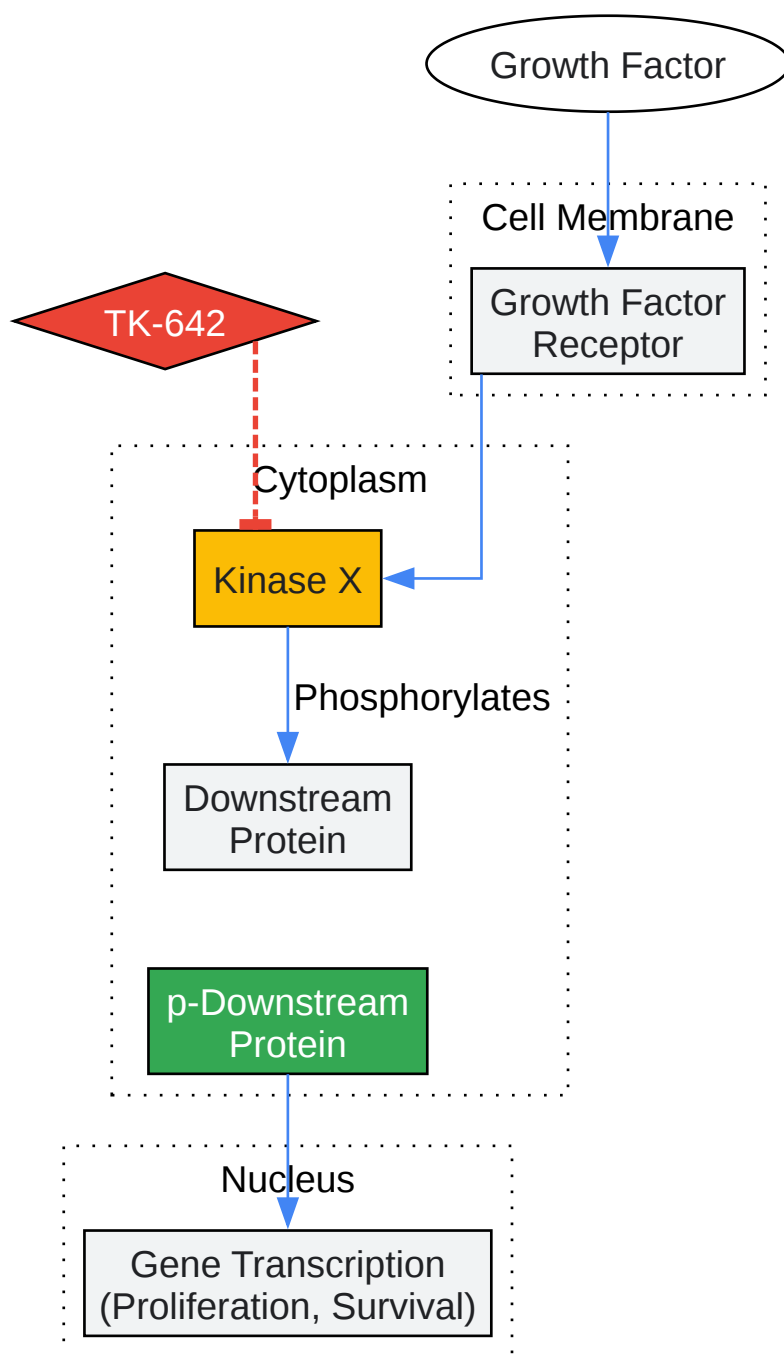 Growth Factor
Cell Membrane
Growth Factor
Receptor
TK-642
Cytoplasm
Kinase X
Phosphorylates
Downstream
Protein
p-Downstream
Protein
Nucleus
Gene Transcription
(Proliferation, Survival)